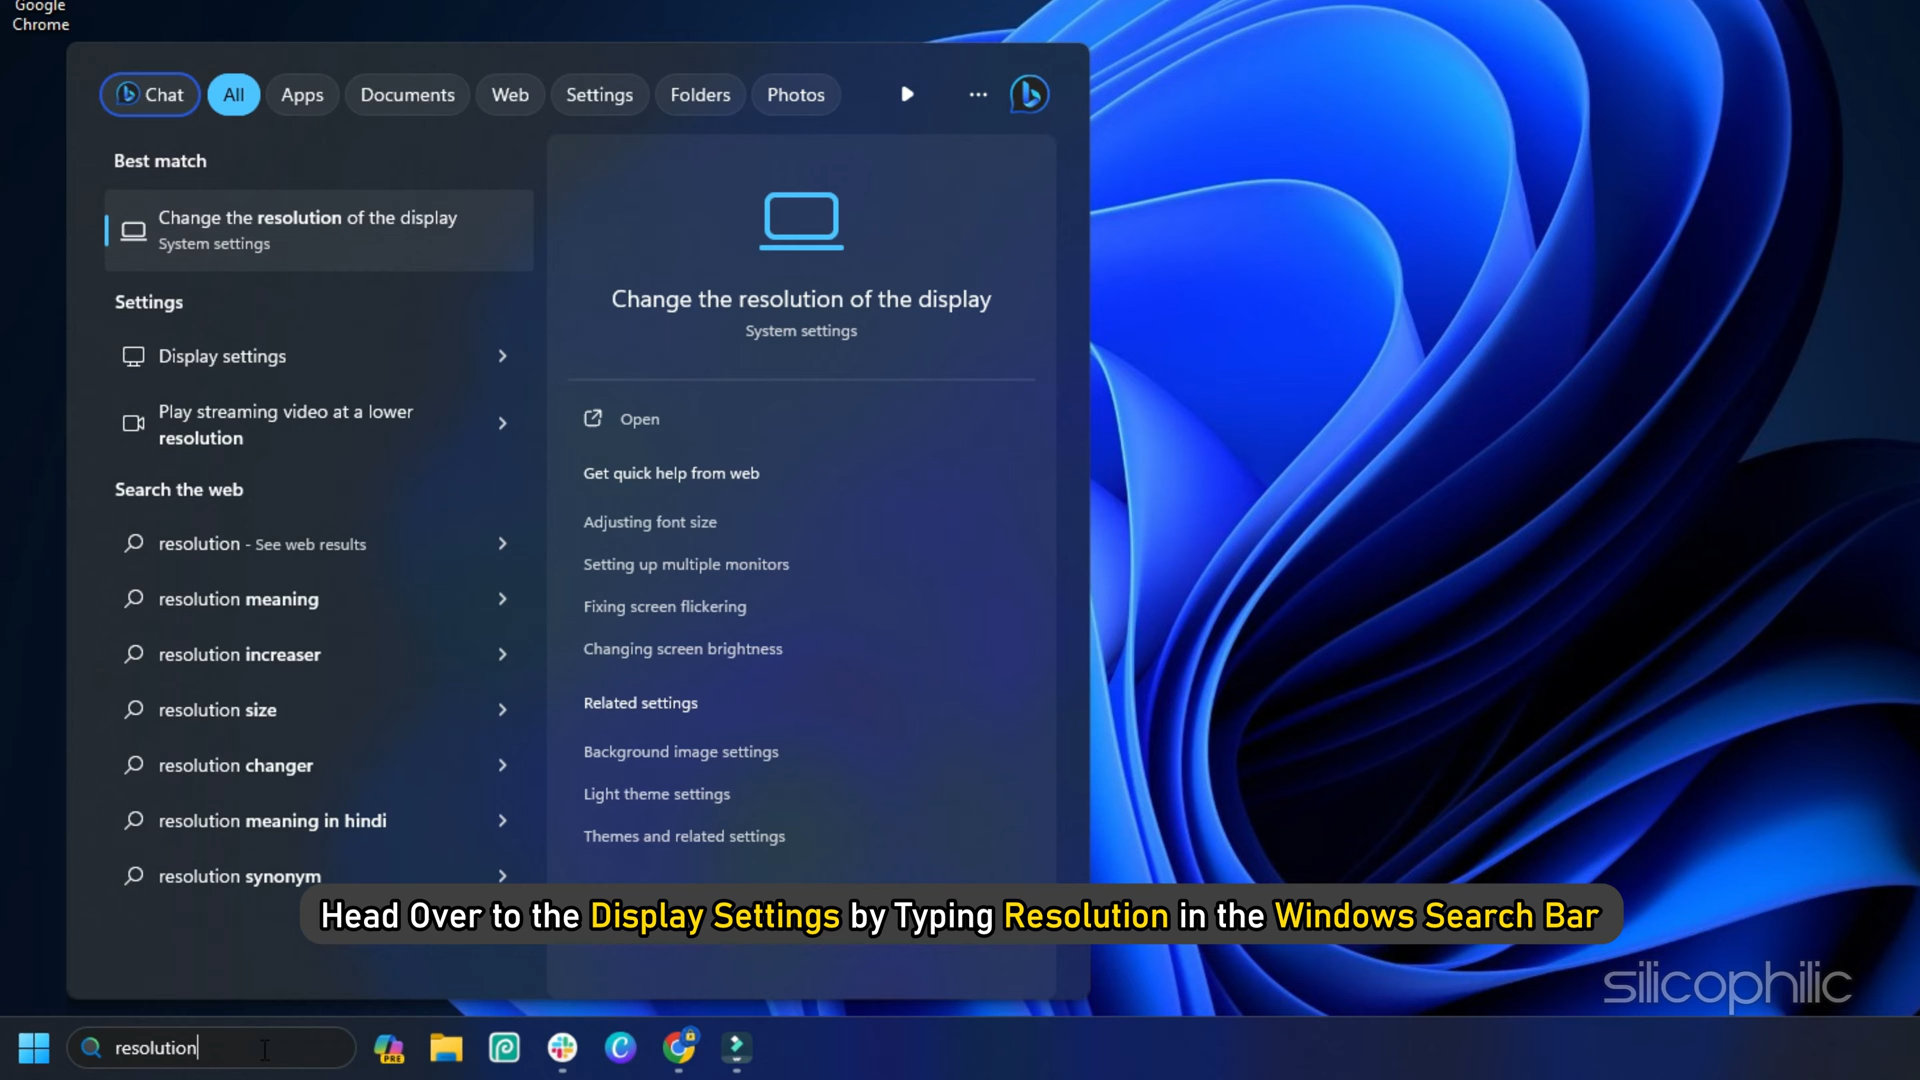 Google
Chrome
Chat
All
Apps
Documents
Web
Settings
Folders
Photos
Best match
Change the resolution of the display
System settings
Settings
Display settings
Play streaming video at a lower
resolution
Search the web
resolution - See web results
resolution meaning
resolution increaser
resolution size
resolution changer
resolution meaning in hindi
resolution synonym
Change the resolution of the display
System settings
Open
Get quick help from web
Adjusting font size
Setting up multiple monitors
Fixing screen flickering
Changing screen brightness
Related settings
Background image settings
Light theme settings
Themes and related settings
Head Over to the Display Settings by Typing Resolution in the Windows Search Bar
silicophilic
resolution
PRE